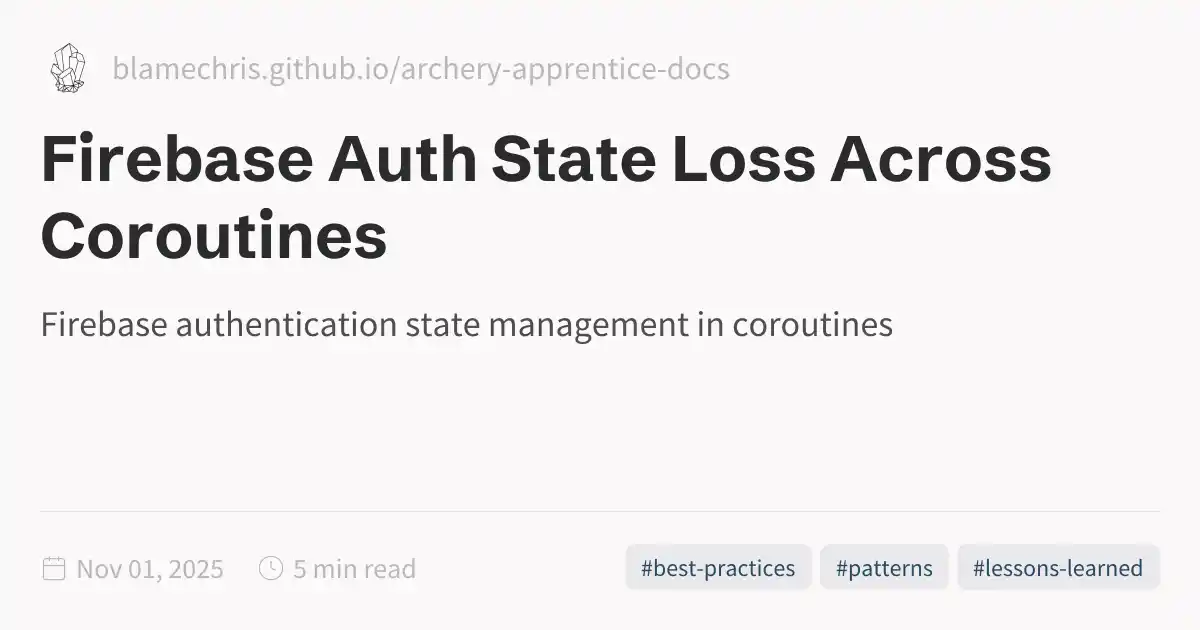 blamechris.github.io/archery-apprentice-docs
Firebase Auth State Loss Across
Coroutines
Firebase authentication state management in coroutines
Nov 01, 2025 5 min read #best-practices #patterns #lessons-learned